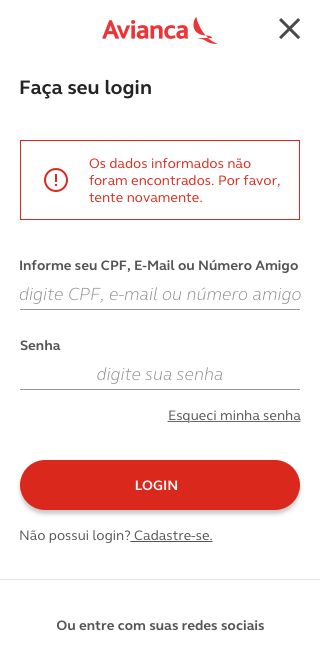 Avianca
Faça seu login
Os dados informados não
foram encontrados. Por favor,
tente novamente.
Informe seu CPF, E-Mail ou Número Amigo
digite CPF, e-mail ou número amigo
Senha
digite sua senha
Esqueci minha senha
LOGIN
Não possui login? Cadastre-se.
Ou entre com suas redes sociais